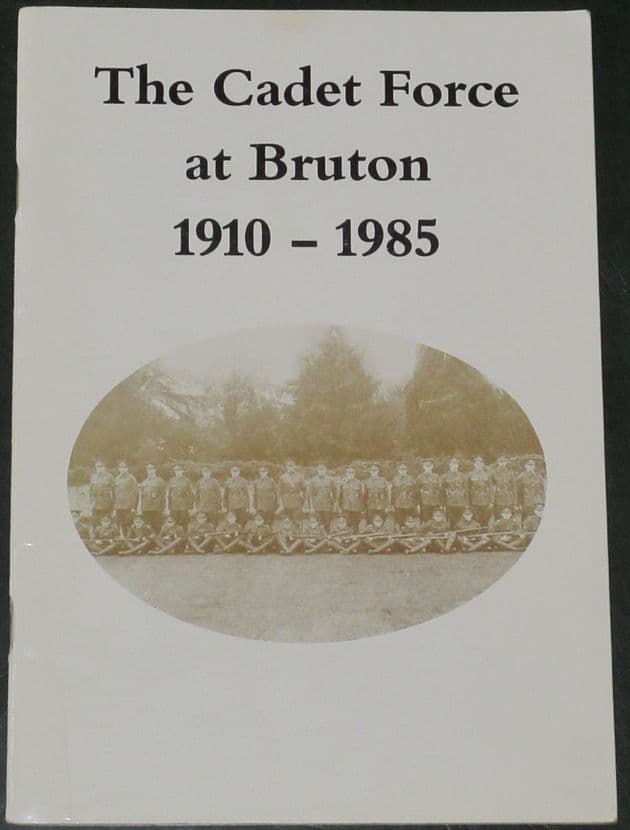 The Cadet Force
at Bruton
1910 – 1985